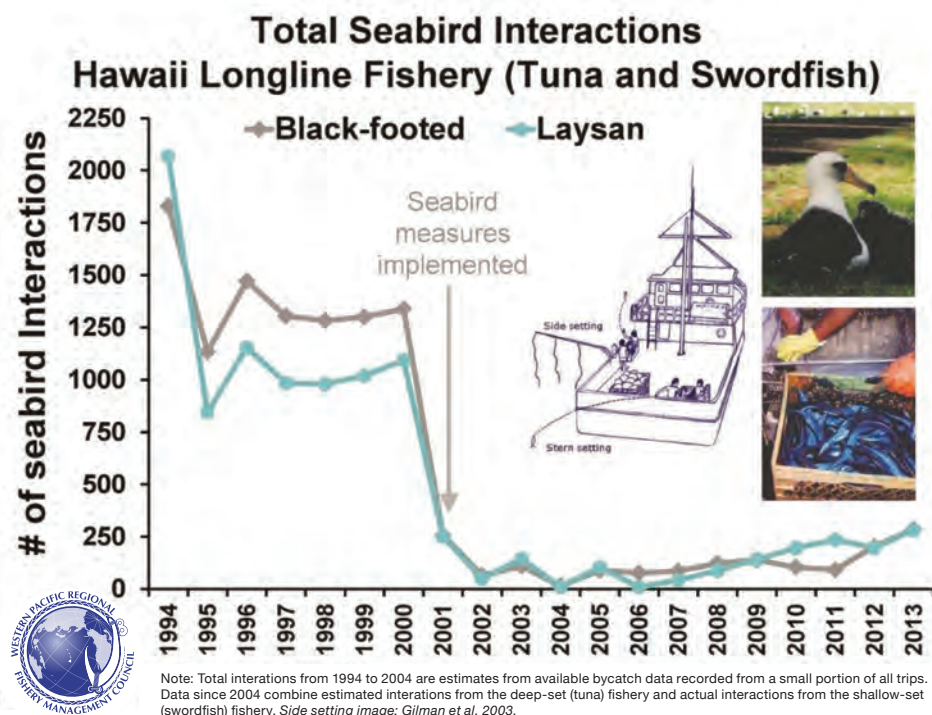 Total Seabird Interactions
Hawaii Longline Fishery (Tuna and Swordfish)
# of seabird Interactions
2250
2000
1750
1500
1250
1000
750
500
250
0
Black-footed
Laysan
Seabird
measures
implemented
Side setting
Stern setting
1994
1995
1996
1997
1998
1999
2000
2001
2002
2003
2004
2005
2006
2007
2008
2009
2010
2011
2012
2013
WESTERN PACIFIC REGIONAL
FISHERY MANAGEMENT COUNCIL
Note: Total interations from 1994 to 2004 are estimates from available bycatch data recorded from a small portion of all trips.
Data since 2004 combine estimated interations from the deep-set (tuna) fishery and actual interactions from the shallow-set
(swordfish) fishery. Side setting image: Gilman et al. 2003.